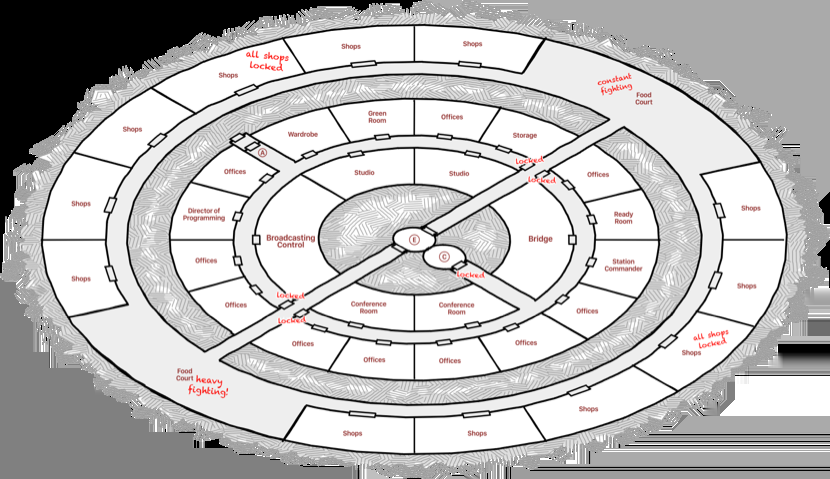 Shops
Shops
all shops
locked
Shops
constant
fighting
Food
Court
Shops
Green
Room
Offices
Wardrobe
Storage
A
locked
locked
Studio
Studio
Offices
Offices
Shops
Director of
Programming
Ready
Room
Shops
Broadcasting
Control
E
Bridge
C
Offices
Station
Commander
locked
Shops
Shops
locked
locked
Offices
Conference
Room
Conference
Room
Offices
Offices
Offices
Offices
Offices
all shops
locked
Shops
Food
Court
heavy
fighting!
Shops
Shops
Shops